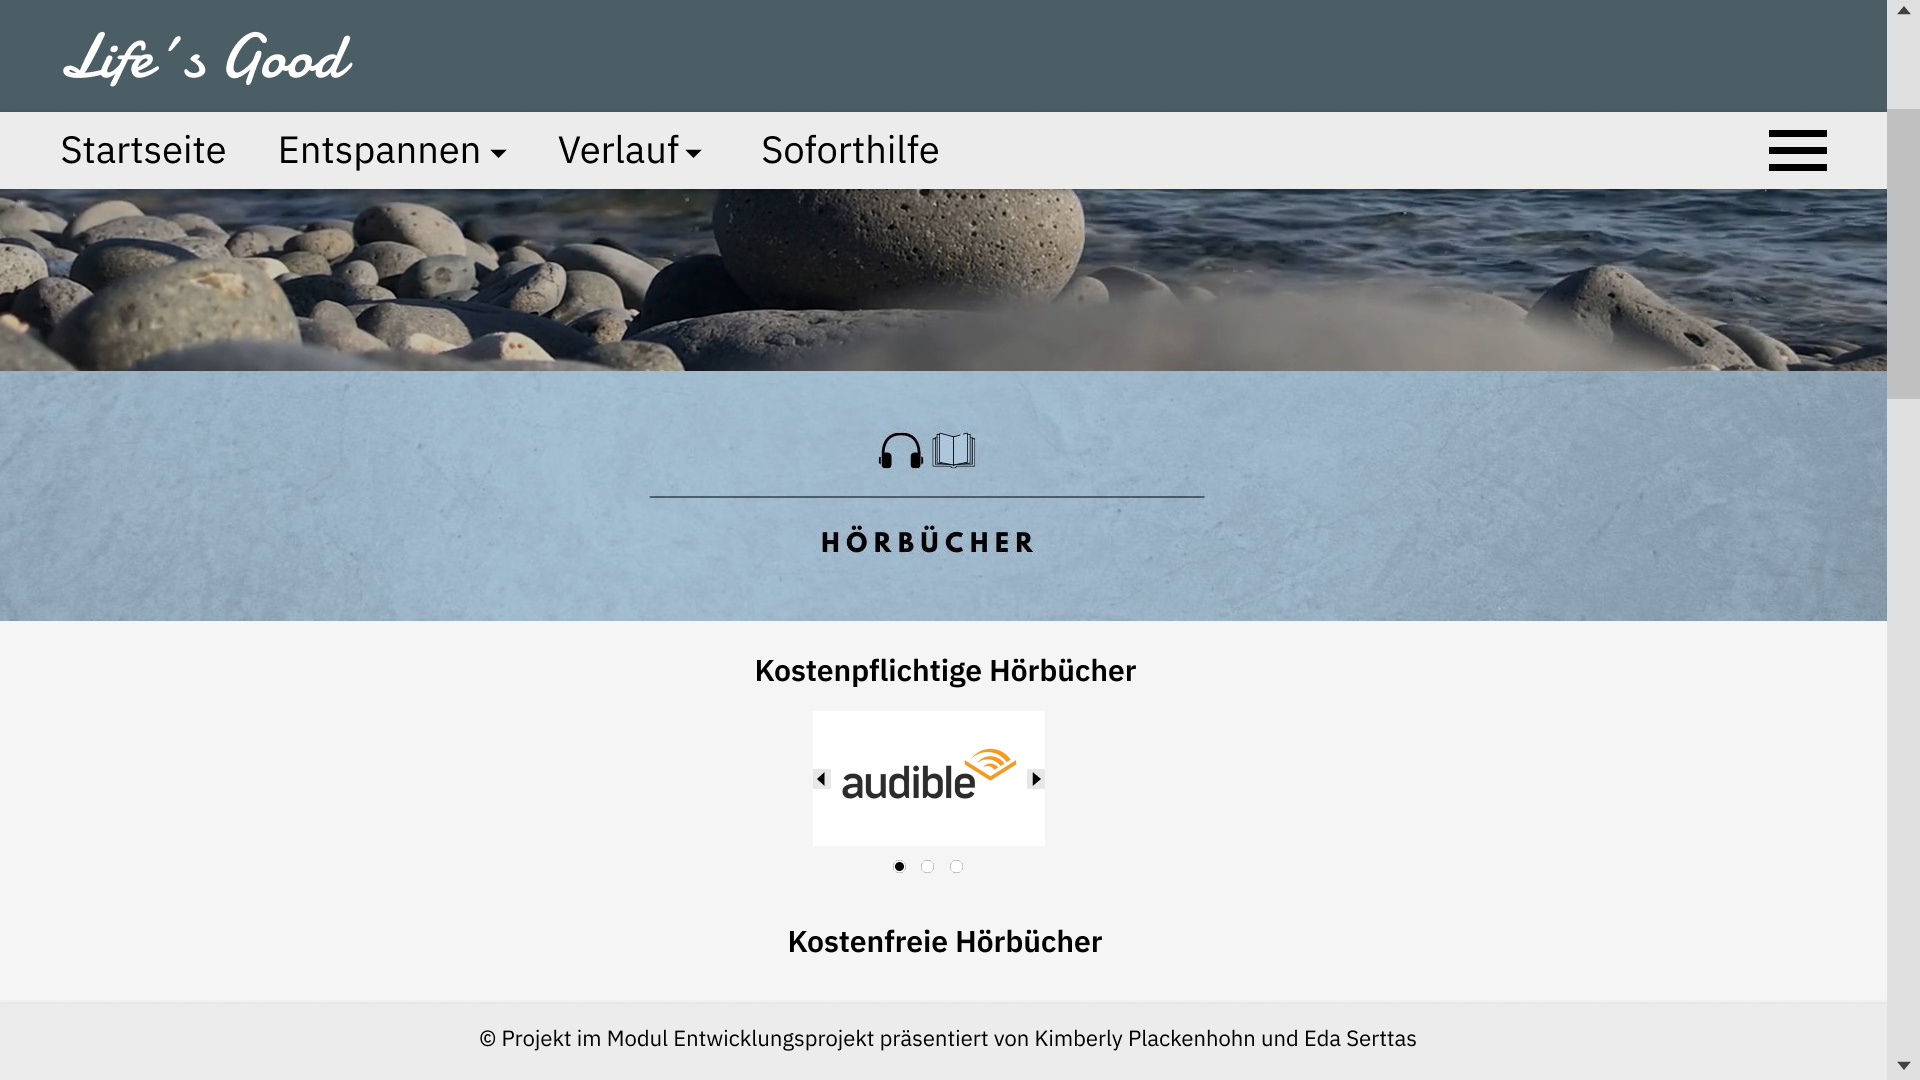 Life´s Good
Startseite Entspannen Verlauf Soforthilfe
HÖRBÜCHER
Kostenpflichtige Hörbücher
audible
Kostenfreie Hörbücher
© Projekt im Modul Entwicklungsprojekt präsentiert von Kimberly Plackenhohn und Eda Serttas